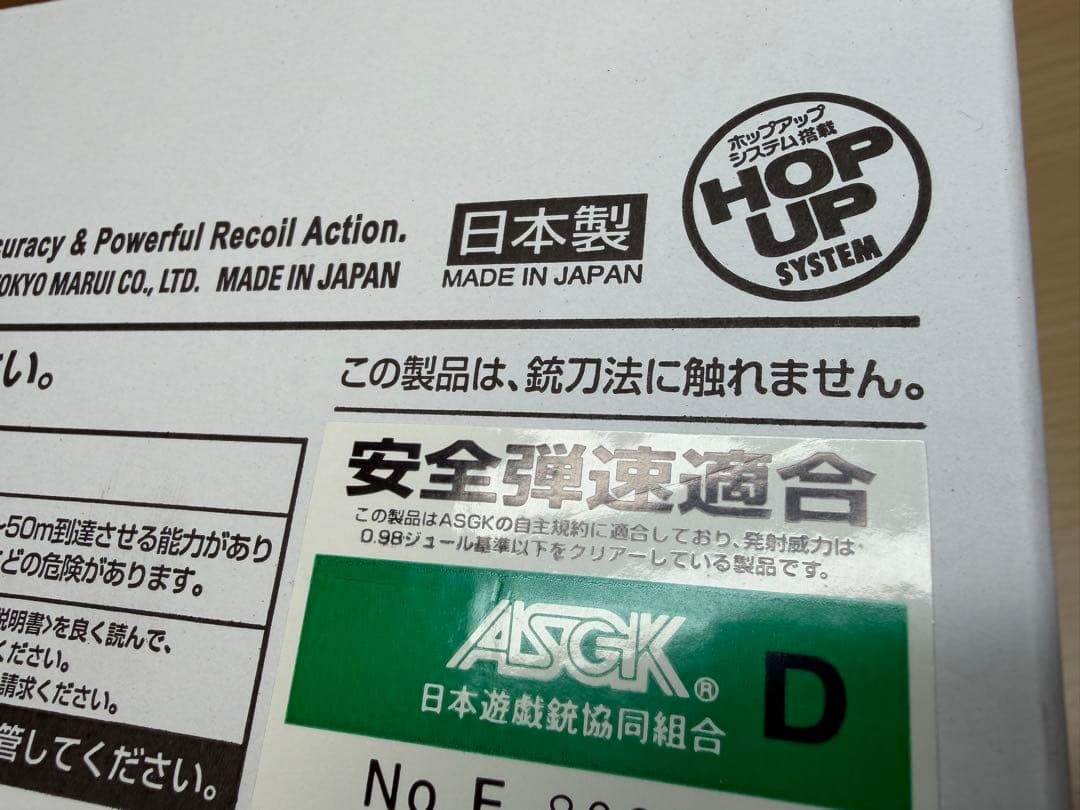 ホップアップ
システム搭載
HOP
UP
SYSTEM
日本製
MADE IN JAPAN
curacy & Powerful Recoil Action.
TOKYO MARUI CO., LTD. MADE IN JAPAN
さい。
この製品は、銃刀法に触れません。
安全弾速適合
この製品はASGKの自主規約に適合しており、発射威力は
0.98ジュール基準以下をクリアーしている製品です。
ASGK®
D
日本遊戯銃協同組合
No E
~50m到達させる能力があり
などの危険があります。
説明書〉を良く読んで、
ください。
請求ください。
管してください。